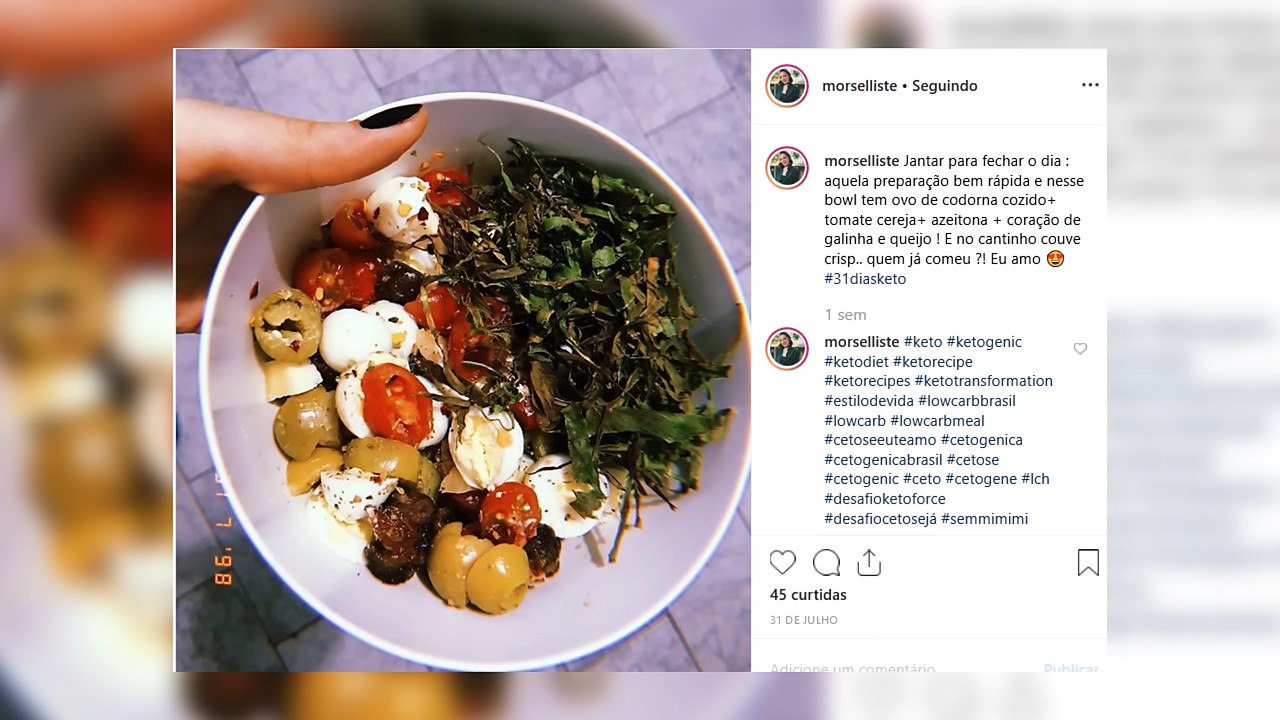 morselliste • Seguindo
morselliste Jantar para fechar o dia :
aquela preparação bem rápida e nesse
bowl tem ovo de codorna cozido+
tomate cereja+ azeitona + coração de
galinha e queijo ! E no cantinho couve
crisp.. quem já comeu ?! Eu amo 😍
#31diasketo
1 sem
morselliste #keto #ketogenic
#ketodiet #ketorecipe
#ketorecipes #ketotransformation
#estilodevida #lowcarbbrasil
#lowcarb #lowcarbmeal
#cetoseeuteamo #cetogenica
#cetogenicabrasil #cetose
#cetogenic #ceto #cetogene #lch
#desafioketoforce
#desafiocetosejá #semmimimi
45 curtidas
31 DE JULHO
Adicione um comentário
Publicar
7 '98